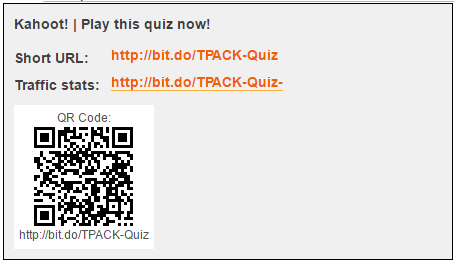 Kahoot! | Play this quiz now!
Short URL: http://bit.do/TPACK-Quiz
Traffic stats: http://bit.do/TPACK-Quiz-
QR Code:
http://bit.do/TPACK-Quiz